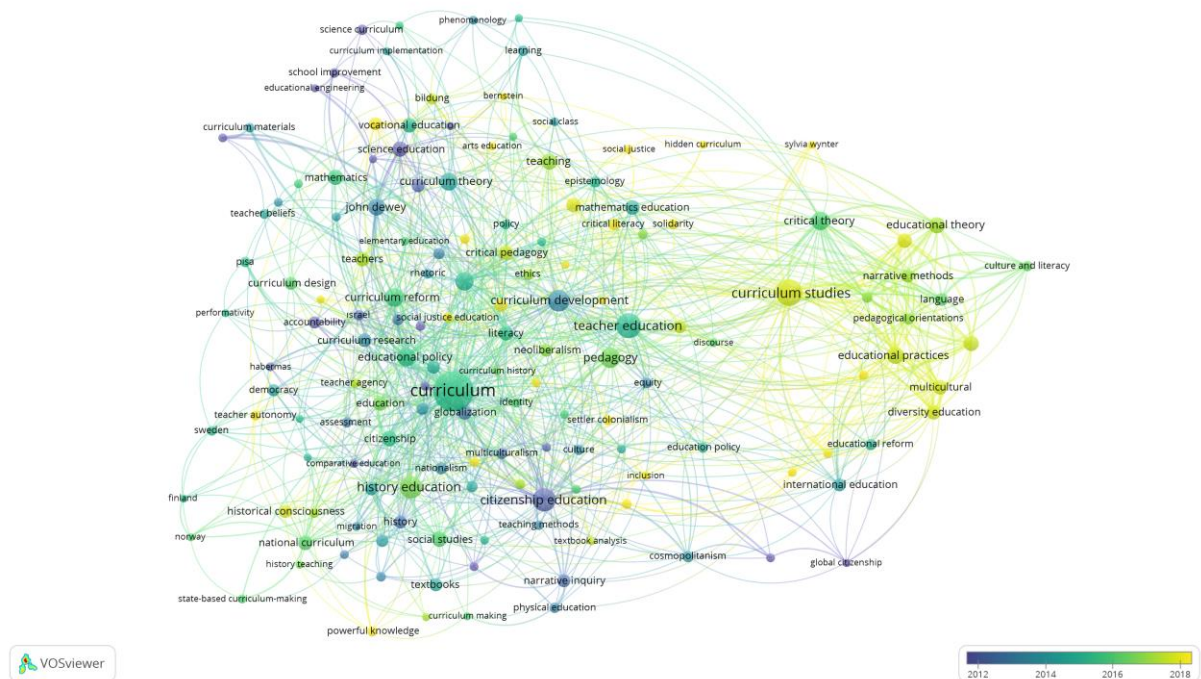 phenomenology
science curriculum
curriculum implementation
learning
school improvement
educational engineering
bildung
bernstein
curriculum materials
vocational education
social class
science education
arts education
social justice
hidden curriculum
sylvia wynter
teaching
mathematics
curriculum theory
epistemology
teacher beliefs
john dewey
mathematics education
policy
critical literacy
solidarity
critical theory
educational theory
elementary education
critical pedagogy
pisa
teachers
rhetoric
ethics
narrative methods
culture and literacy
curriculum design
curriculum reform
curriculum development
curriculum studies
language
performativity
israel
social justice education
accountability
teacher education
pedagogical orientations
curriculum research
literacy
discourse
educational policy
neoliberalism
pedagogy
educational practices
habermas
curriculum history
democracy
teacher agency
equity
multicultural
curriculum
education
identity
teacher autonomy
globalization
diversity education
assessment
settler colonialism
sweden
citizenship
educational reform
comparative education
multiculturalism
culture
education policy
nationalism
inclusion
international education
history education
finland
citizenship education
historical consciousness
migration
history
teaching methods
norway
national curriculum
social studies
textbook analysis
cosmopolitanism
global citizenship
history teaching
textbooks
narrative inquiry
state-based curriculum-making
physical education
curriculum making
powerful knowledge
VOSviewer
2012 2014 2016 2018